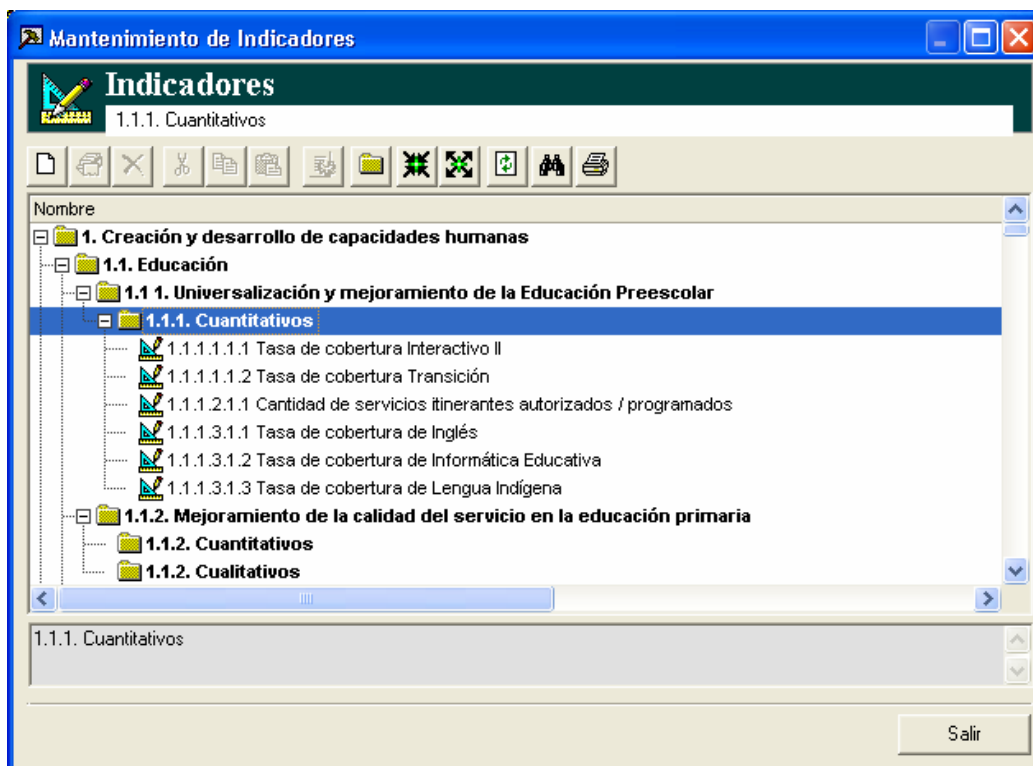 Mantenimiento de Indicadores
Indicadores
1.1.1. Cuantitativos
Nombre
1. Creación y desarrollo de capacidades humanas
1.1. Educación
1.1 1. Universalización y mejoramiento de la Educación Preescolar
1.1.1. Cuantitativos
1.1.1.1.1.1 Tasa de cobertura Interactivo II
1.1.1.1.1.2 Tasa de cobertura Transición
1.1.1.2.1.1 Cantidad de servicios itinerantes autorizados / programados
1.1.1.3.1.1 Tasa de cobertura de Inglés
1.1.1.3.1.2 Tasa de cobertura de Informática Educativa
1.1.1.3.1.3 Tasa de cobertura de Lengua Indígena
1.1.2. Mejoramiento de la calidad del servicio en la educación primaria
1.1.2. Cuantitativos
1.1.2. Cualitativos
1.1.1. Cuantitativos
Salir